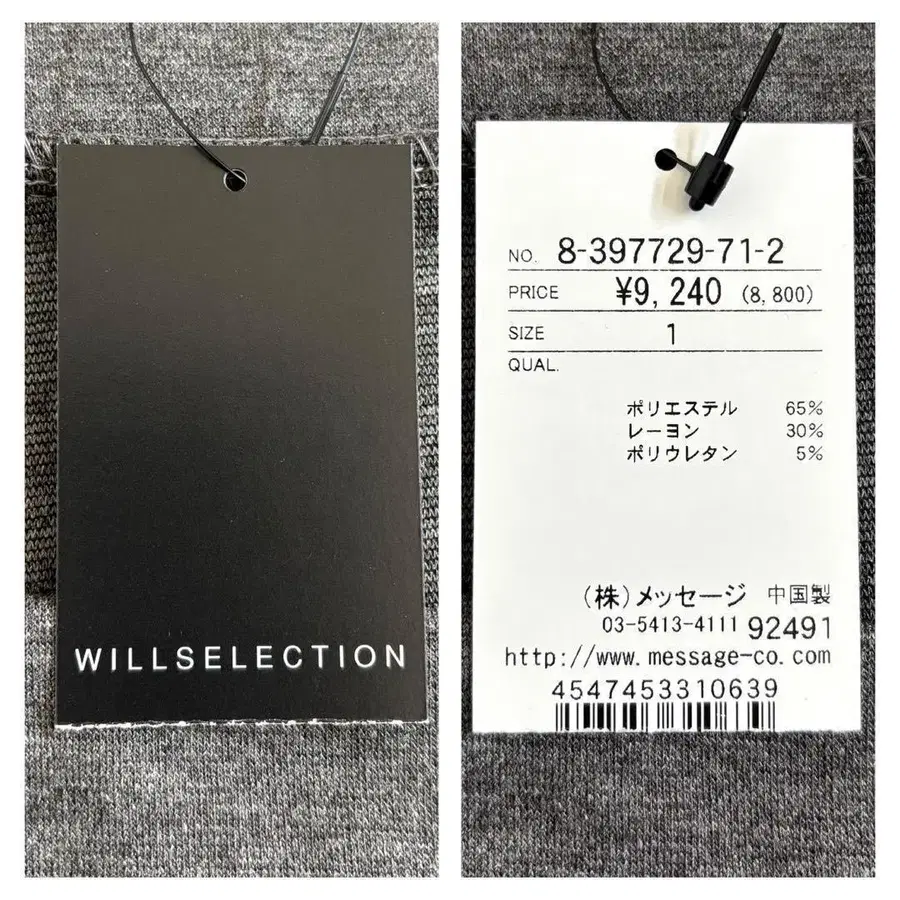 WILLSELECTION
NO. 8-397729-71-2
PRICE ¥9,240 (8,800)
SIZE 1
QUAL.
ポリエステル 65%
レーヨン 30%
ポリウレタン 5%
(株)メッセージ 中国製
03-5413-4111 92491
http://www.message-co.com
4547453310639